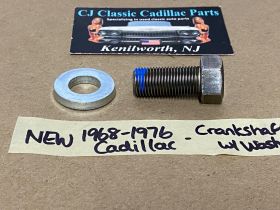 CJ Classic Cadillac Parts
Specializing in used classic auto parts
Kenilworth, NJ
NEW 1968-1976 Crankshaf
Cadillac w/ Wash